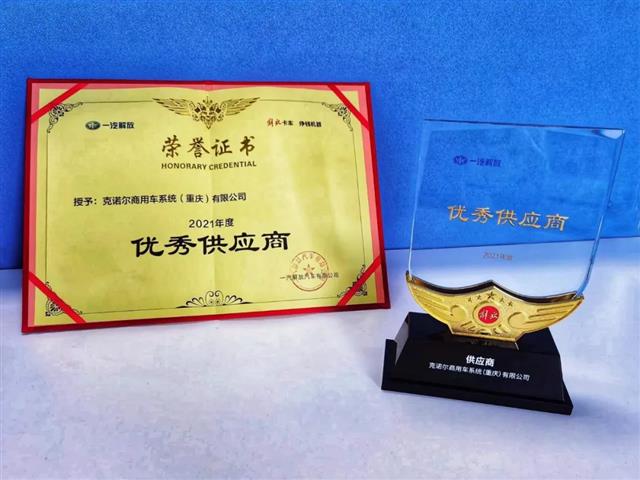 一汽解放
解放卡车 挣钱机器
荣誉证书
HONORARY CREDENTIAL
授予：克诺尔商用车系统（重庆）有限公司
2021年度
优秀供应商
一汽解放汽车有限公司
一汽解放
优秀供应商
2021年度
解放
供应商
克诺尔商用车系统（重庆）有限公司